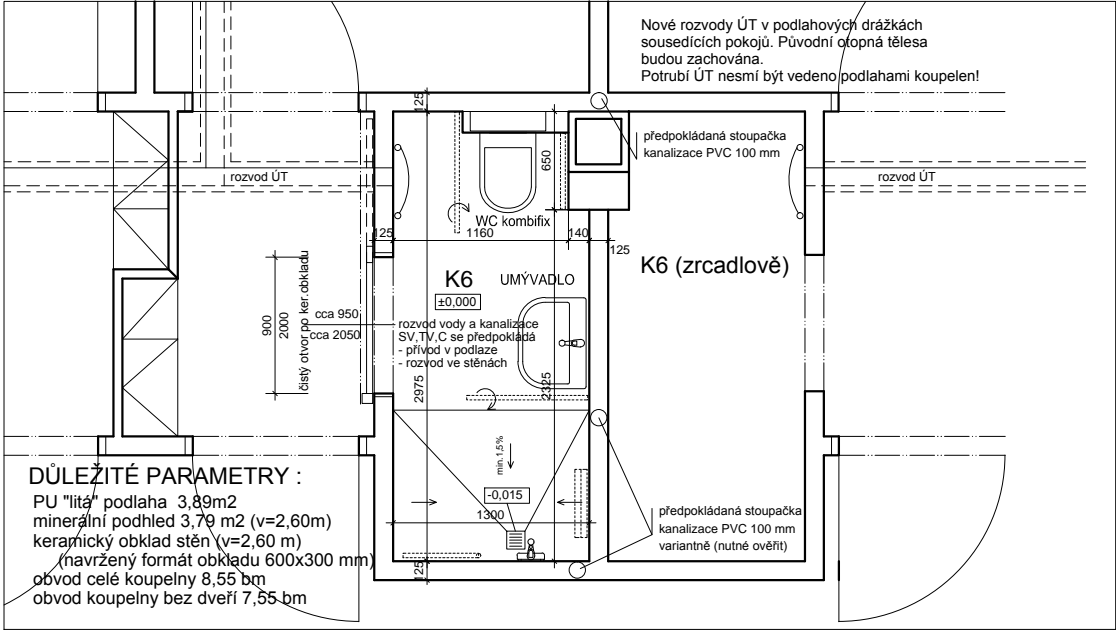 Nové rozvody ÚT v podlahových drážkách
sousedících pokojů. Původní otopná tělesa
budou zachována.
Potrubí ÚT nesmí být vedeno podlahami koupelen!
125
předpokládaná stoupačka
kanalizace PVC 100 mm
650
rozvod ÚT
rozvod ÚT
WC kombifix
125
1160
140
125
K6
UMÝVADLO
K6 (zrcadlově)
±0,000
900
2000
čistý otvor po ker.obkladu
cca 950
cca 2050
rozvod vody a kanalizace
SV,TV,C se předpokládá
- přívod v podlaze
- rozvod ve stěnách
2975
2325
min.1,5%
-0,015
1300
předpokládaná stoupačka
kanalizace PVC 100 mm
variantně (nutné ověřit)
125
DŮLEŽITÉ PARAMETRY :
PU "litá" podlaha 3,89m2
minerální podhled 3,79 m2 (v=2,60m)
keramický obklad stěn (v=2,60 m)
(navržený formát obkladu 600x300 mm)
obvod celé koupelny 8,55 bm
obvod koupelny bez dveří 7,55 bm